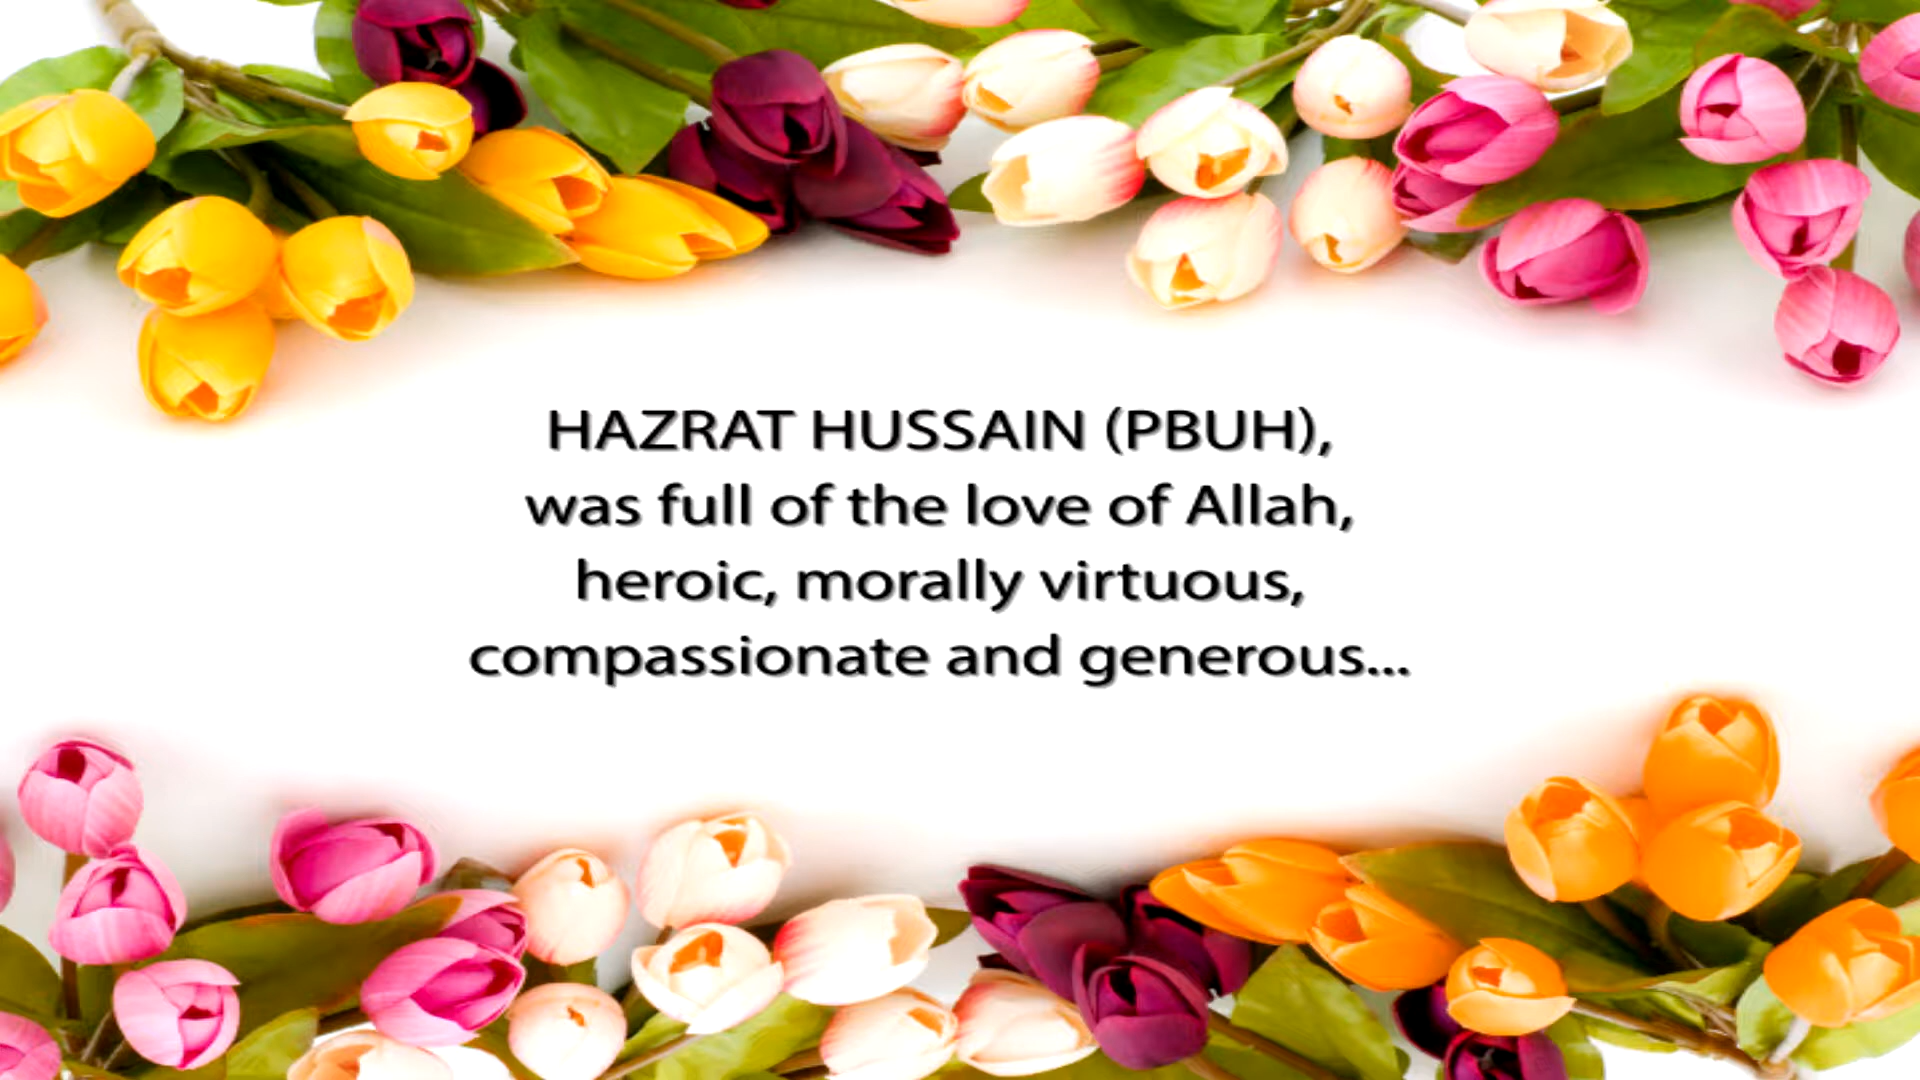 HAZRAT HUSSAIN (PBUH),
was full of the love of Allah,
heroic, morally virtuous,
compassionate and generous...